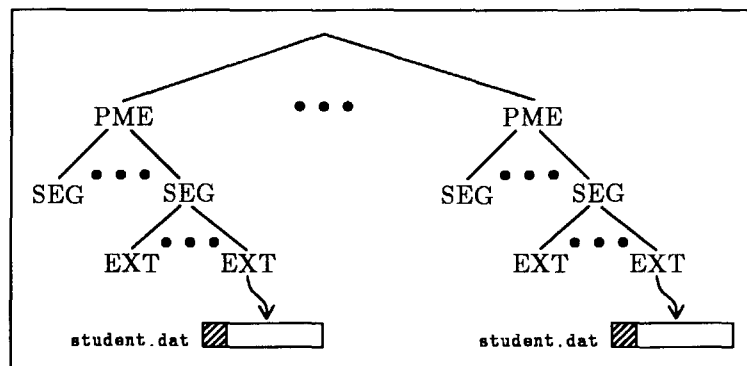 PME PME
SEG SEG SEG SEG
EXT EXT EXT EXT
student.dat student.dat